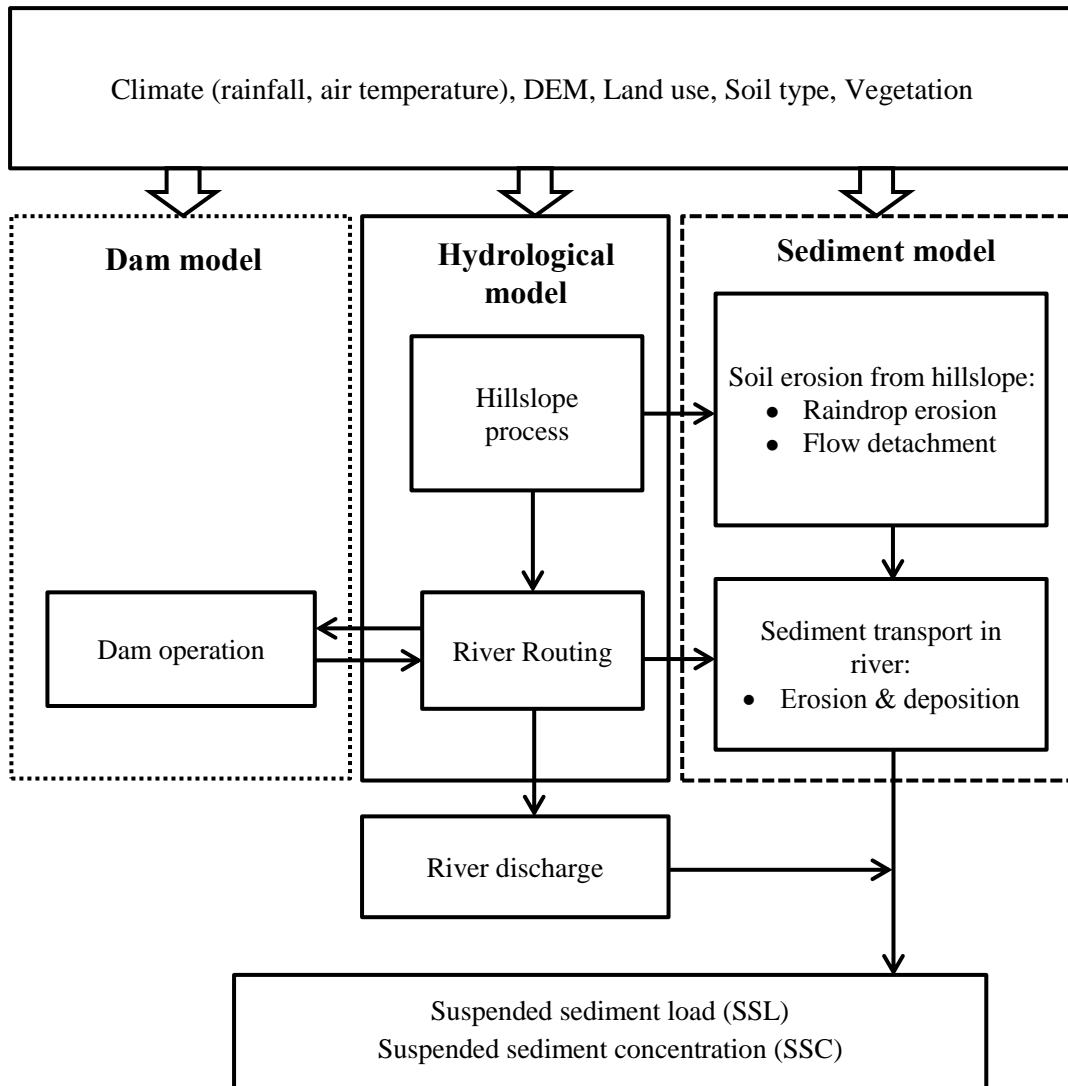 Climate (rainfall, air temperature), DEM, Land use, Soil type, Vegetation
Dam model
Hydrological
model
Sediment model
Hillslope
process
Soil erosion from hillslope:
● Raindrop erosion
● Flow detachment
Dam operation
River Routing
Sediment transport in
river:
● Erosion & deposition
River discharge
Suspended sediment load (SSL)
Suspended sediment concentration (SSC)